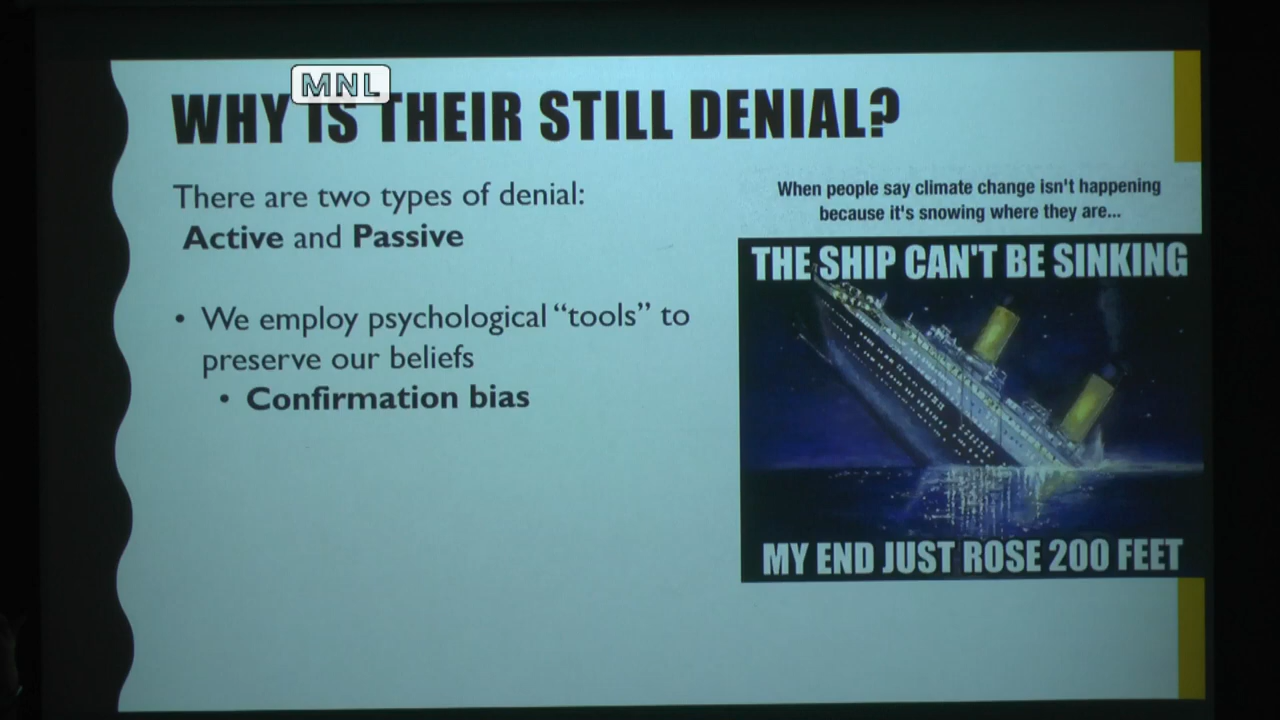 MNL
WHY IS THEIR STILL DENIAL?
There are two types of denial:
Active and Passive
• We employ psychological “tools” to
preserve our beliefs
• Confirmation bias
When people say climate change isn't happening
because it's snowing where they are...
THE SHIP CAN'T BE SINKING
MY END JUST ROSE 200 FEET